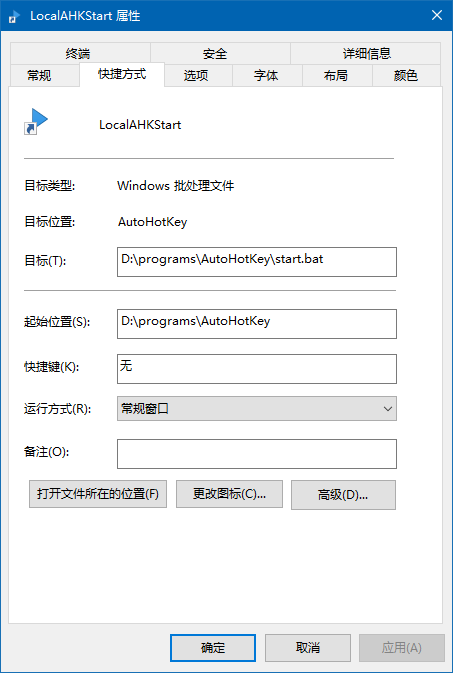 LocalAHKStart 属性
终端 安全 详细信息
常规 快捷方式 选项 字体 布局 颜色
LocalAHKStart
目标类型: Windows 批处理文件
目标位置: AutoHotKey
目标(T): D:\programs\AutoHotKey\start.bat
起始位置(S): D:\programs\AutoHotKey
快捷键(K): 无
运行方式(R): 常规窗口
备注(O):
打开文件所在的位置(F) 更改图标(C)... 高级(D)...
确定 取消 应用(A)